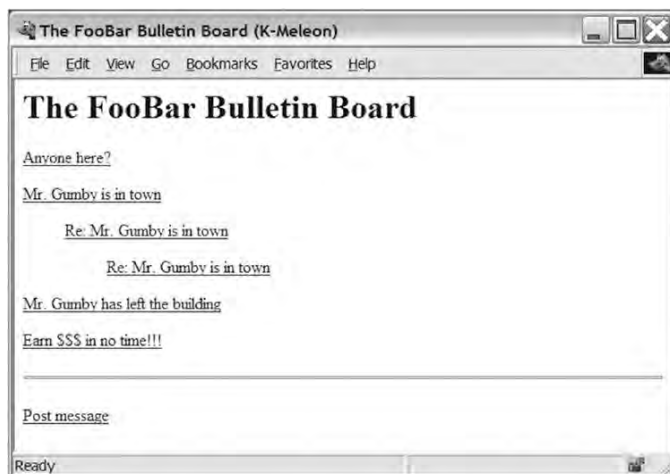 The FooBar Bulletin Board (K-Meleon)
File Edit View Go Bookmarks Favorites Help
The FooBar Bulletin Board
Anyone here?
Mr. Gumby is in town
Re: Mr. Gumby is in town
Re: Mr. Gumby is in town
Mr. Gumby has left the building
Earn $$$ in no time!!!
Post message
Ready